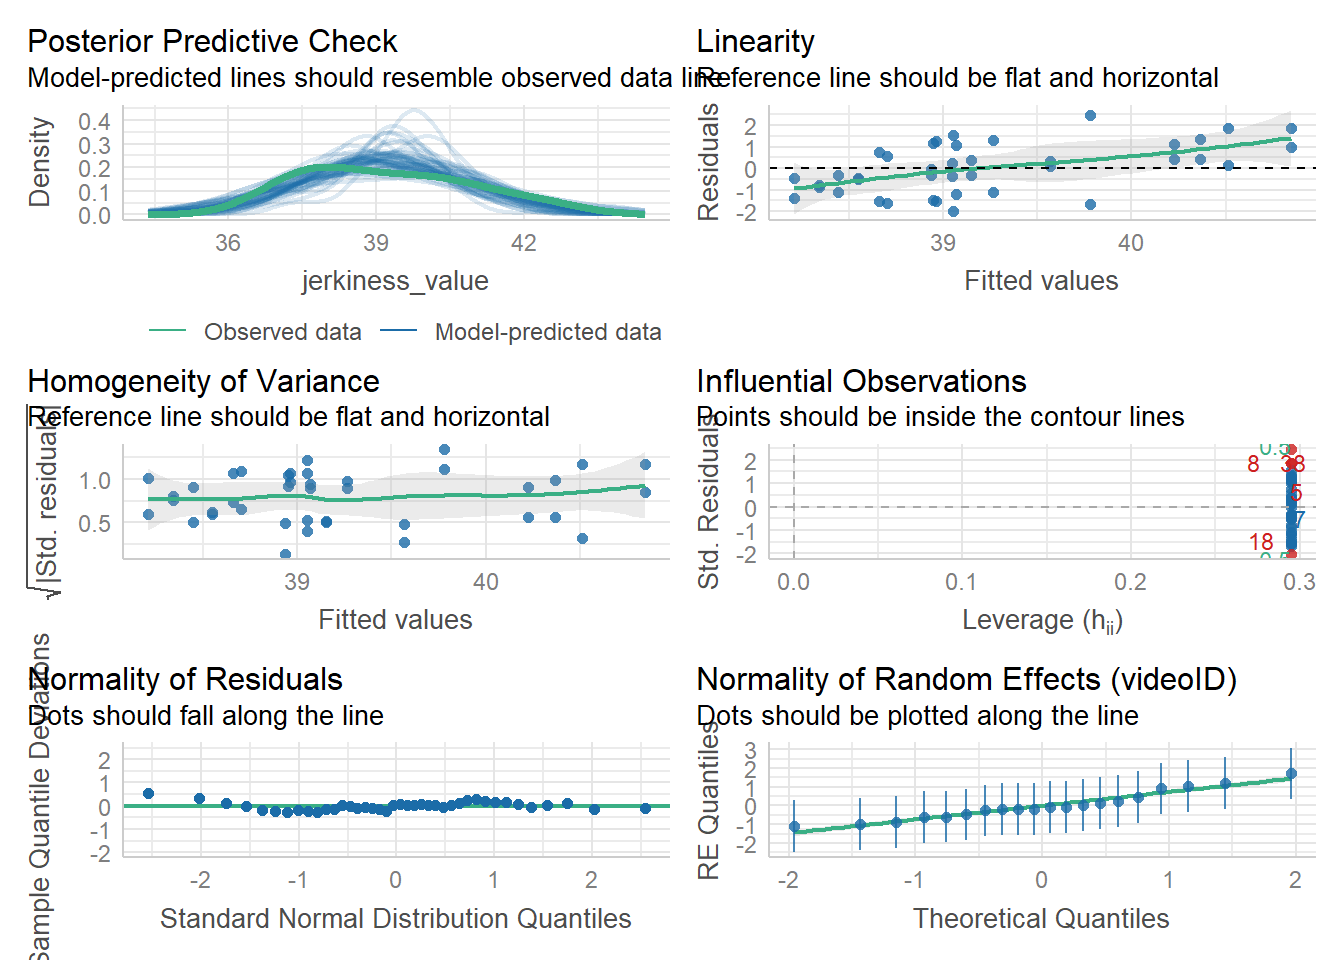 Posterior Predictive Check
Model-predicted lines should resemble observed data line
Density
0.4
0.3
0.2
0.1
0.0
36 39 42
jerkiness_value
Observed data Model-predicted data
Linearity
Reference line should be flat and horizontal
Residuals
2
1
0
-1
-2
39 40
Fitted values
Homogeneity of Variance
Reference line should be flat and horizontal
√|Std. residuals|
1.0
0.5
39 40
Fitted values
Influential Observations
Points should be inside the contour lines
Std. Residuals
2
1
0
-1
-2
0.5
8 38
5
7
18
0.5
0.0 0.1 0.2 0.3
Leverage (hii)
Normality of Residuals
Dots should fall along the line
Sample Quantile Deviations
2
1
0
-1
-2
-2 -1 0 1 2
Standard Normal Distribution Quantiles
Normality of Random Effects (videoID)
Dots should be plotted along the line
RE Quantiles
3
2
1
0
-1
-2
-2 -1 0 1 2
Theoretical Quantiles